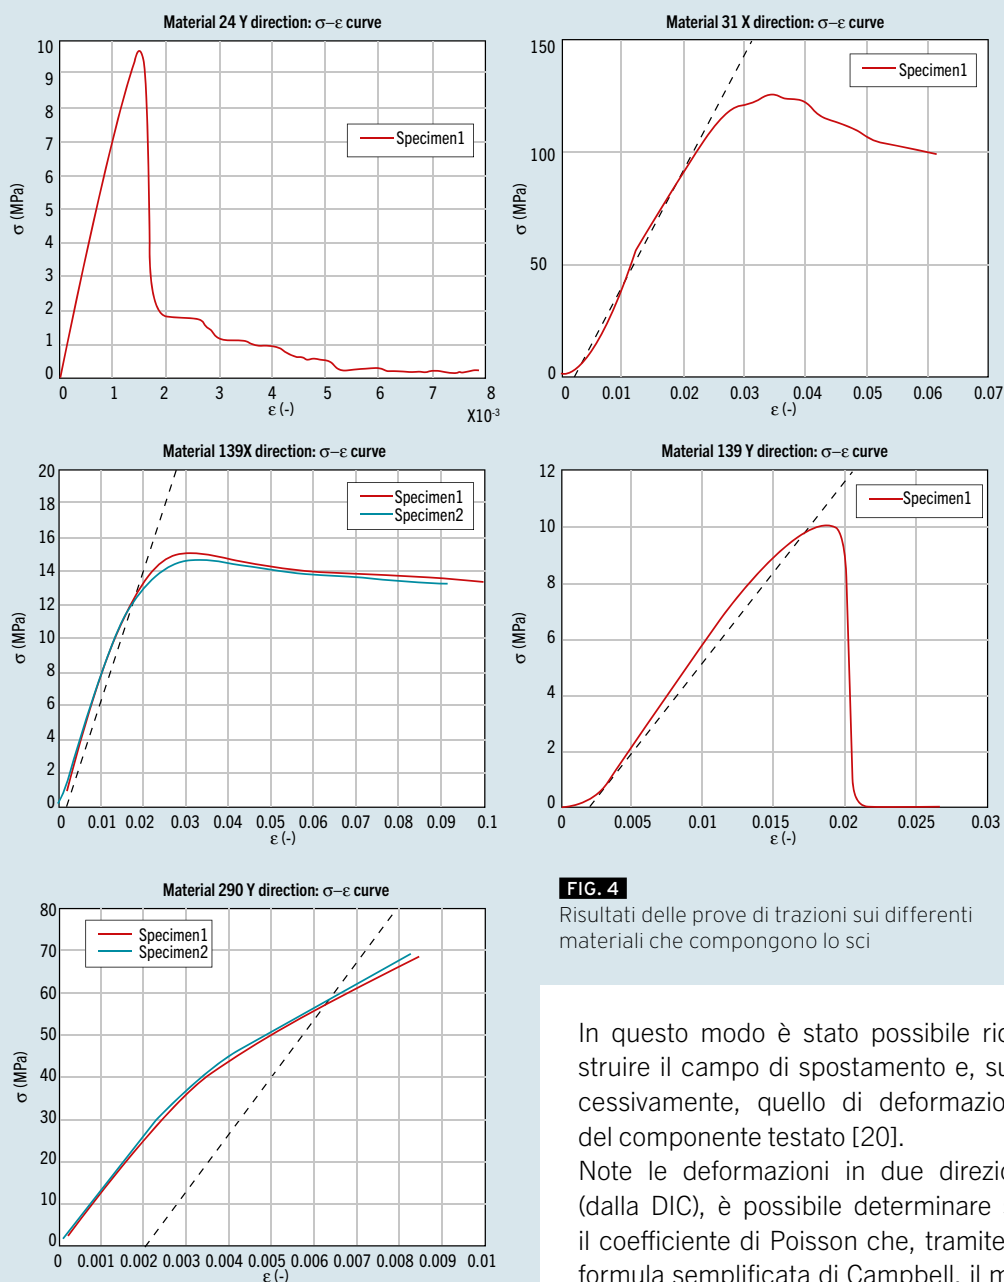 Material 24 Y direction: σ–ε curve
10
9
8
7
6
5
4
3
2
1
0
σ (MPa)
Specimen1
0 1 2 3 4 5 6 7 8
ε (-)
X10-3
Material 31 X direction: σ–ε curve
150
100
50
0
σ (MPa)
Specimen1
0 0.01 0.02 0.03 0.04 0.05 0.06 0.07
ε (-)
Material 139X direction: σ–ε curve
20
18
16
14
12
10
8
6
4
2
0
σ (MPa)
Specimen1
Specimen2
0 0.01 0.02 0.03 0.04 0.05 0.06 0.07 0.08 0.09 0.1
ε (-)
Material 139 Y direction: σ–ε curve
12
10
8
6
4
2
0
σ (MPa)
Specimen1
0 0.005 0.01 0.015 0.02 0.025 0.03
ε (-)
Material 290 Y direction: σ–ε curve
80
70
60
50
40
30
20
10
0
σ (MPa)
Specimen1
Specimen2
0 0.001 0.002 0.003 0.004 0.005 0.006 0.007 0.008 0.009 0.01
ε (-)
FIG. 4
Risultati delle prove di trazioni sui differenti
materiali che compongono lo sci
In questo modo è stato possibile ric
struire il campo di spostamento e, su
cessivamente, quello di deformazio
del componente testato [20].
Note le deformazioni in due direzio
(dalla DIC), è possibile determinare
il coefficiente di Poisson che, tramite
formula semplificata di Campbell, il m